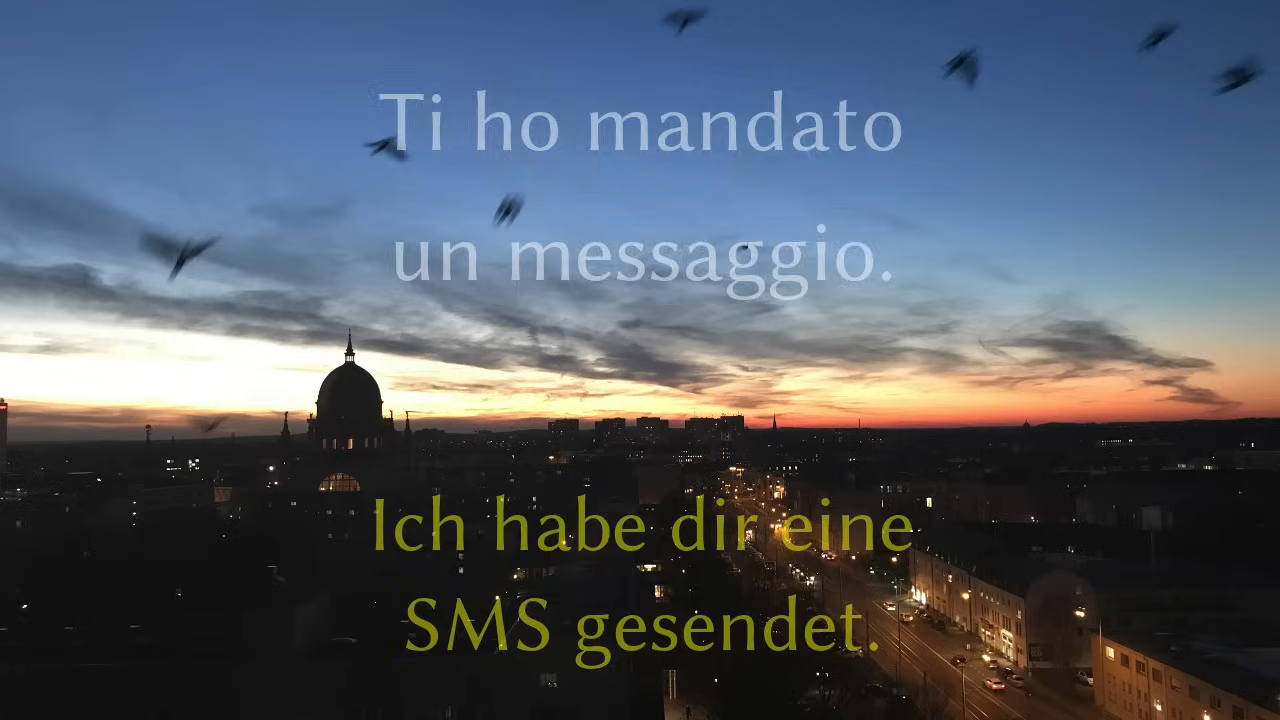 Ti ho mandato
un messaggio.
Ich habe dir eine
SMS gesendet.